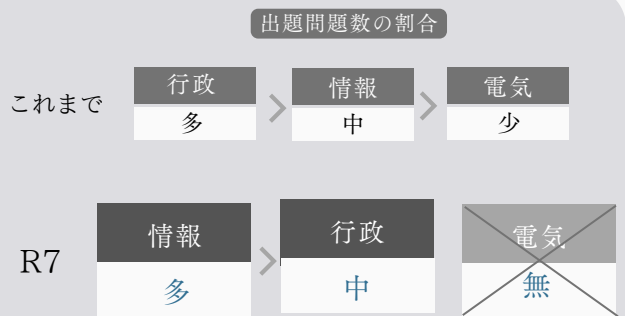 出題問題数の割合
これまで
行政 情報 電気
多 中 少
R7
情報 行政 電気
多 中 無